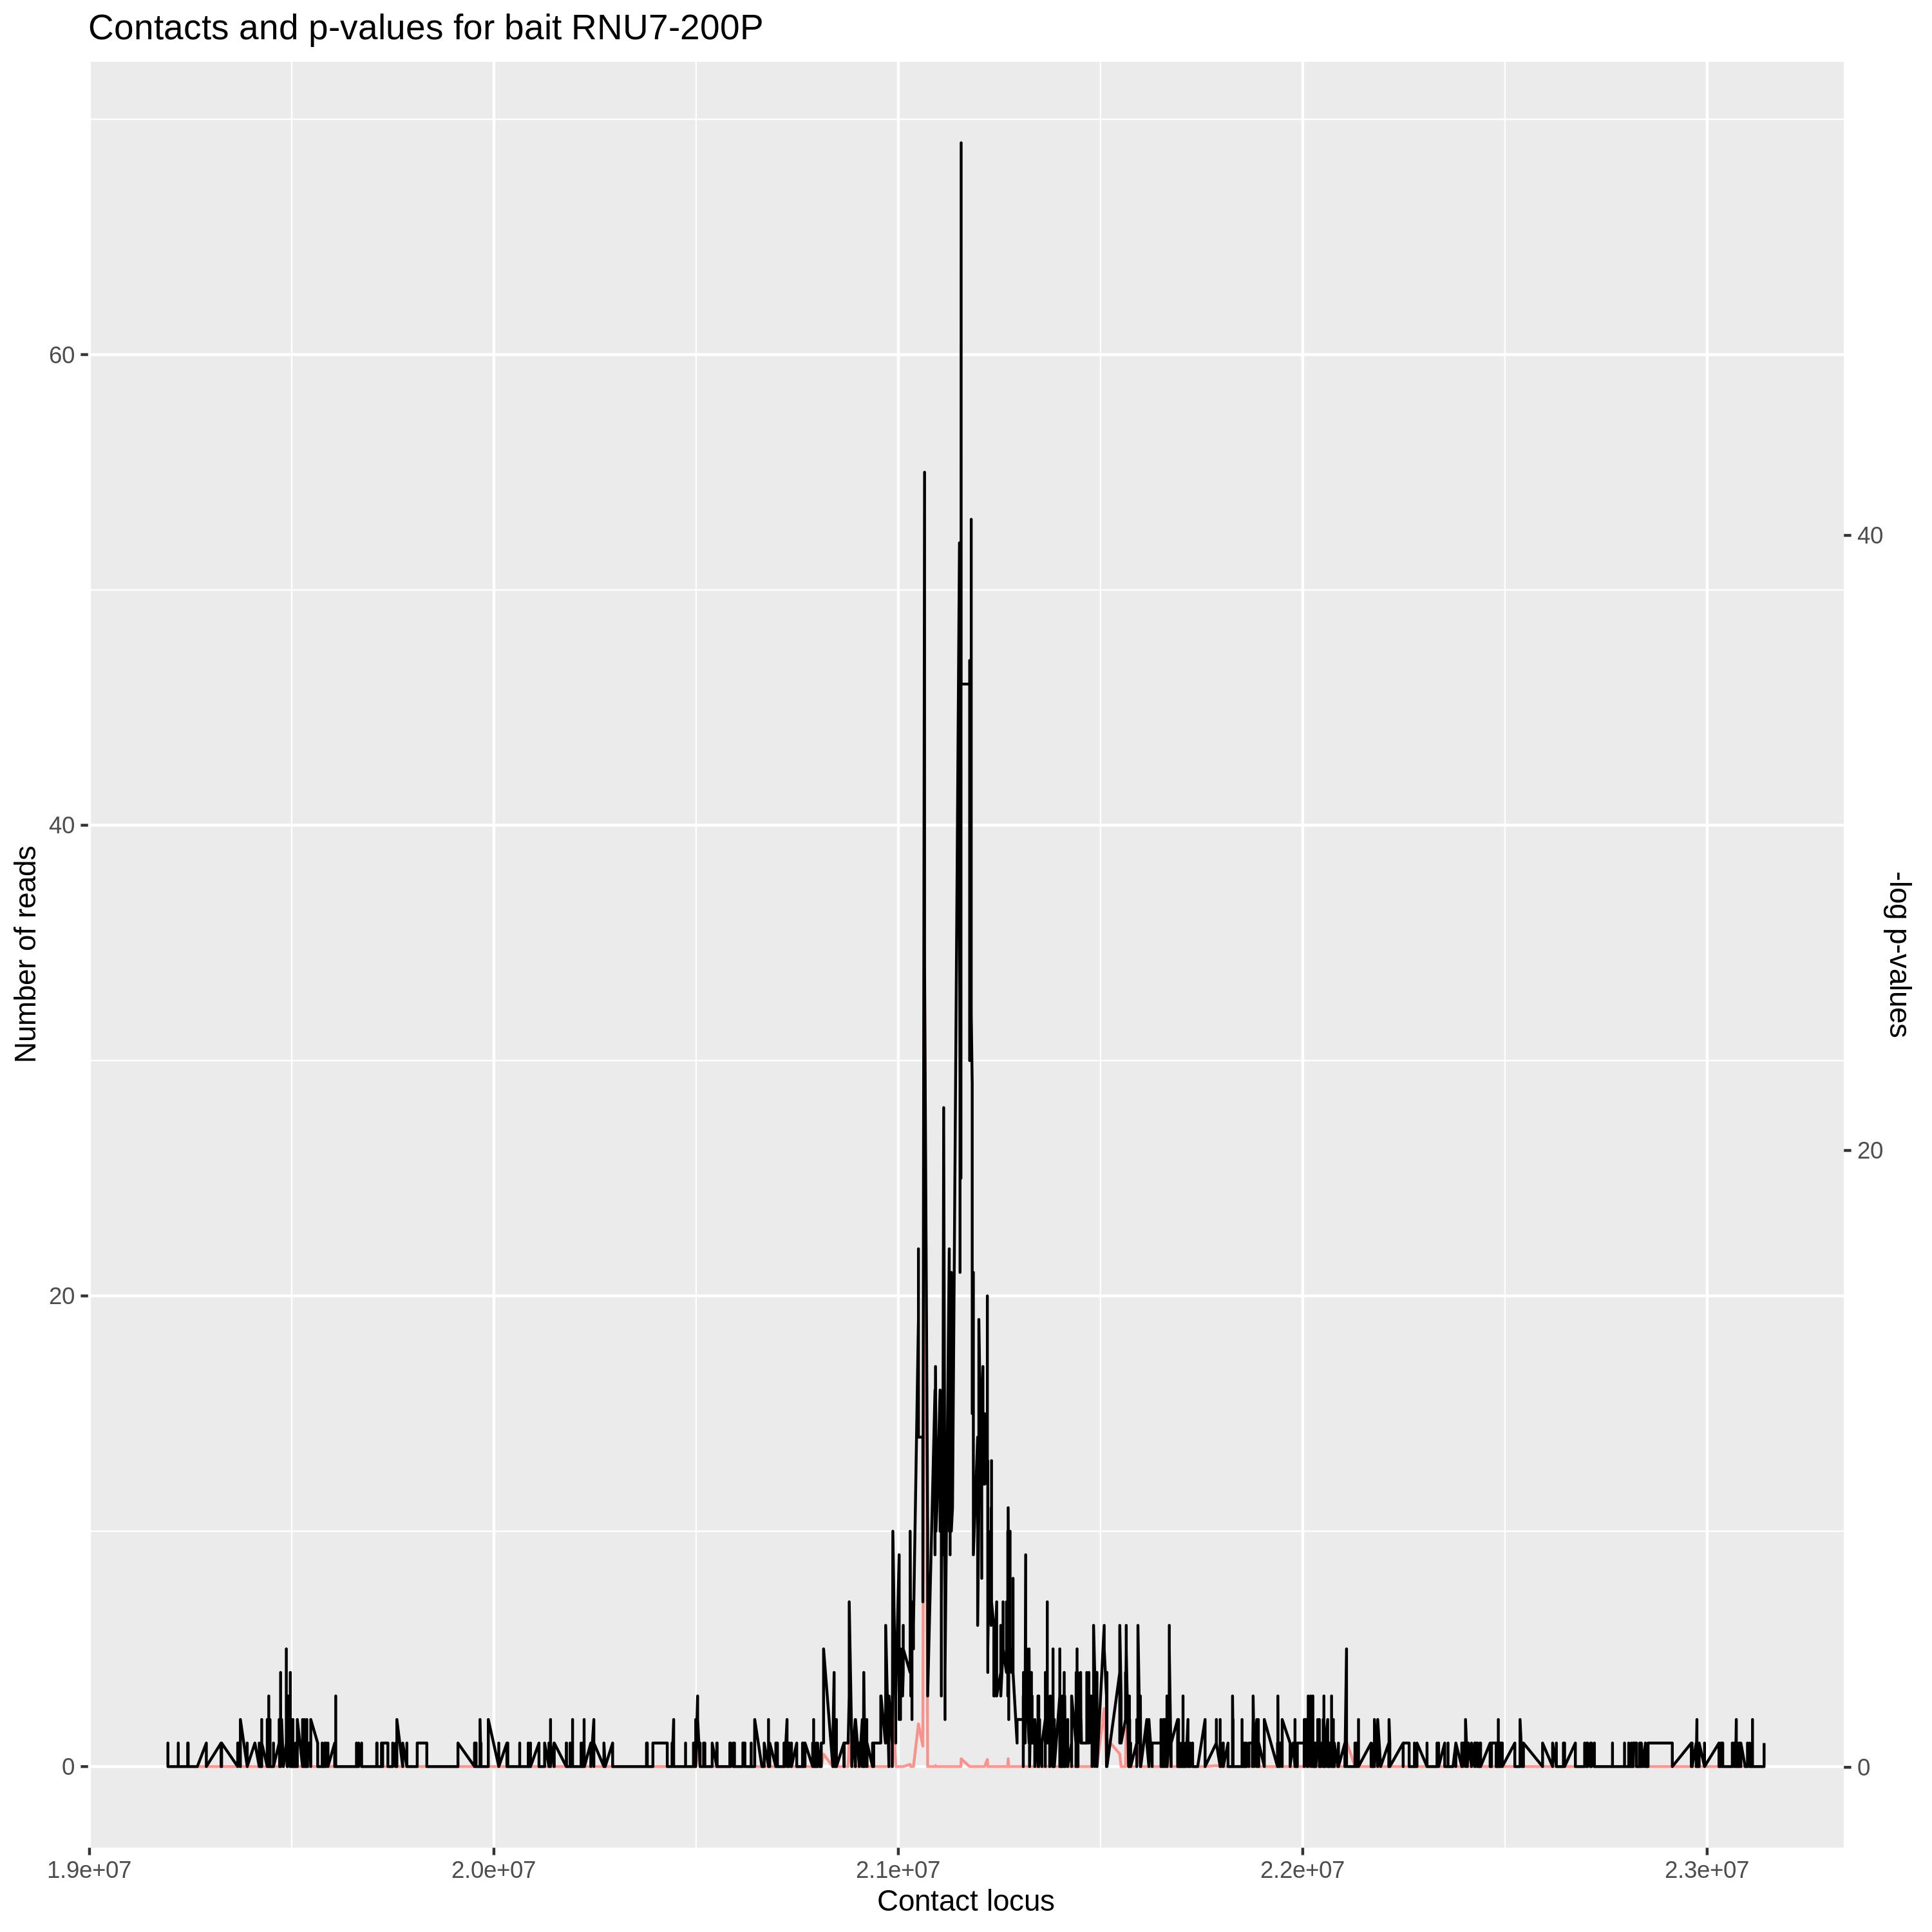 Contacts and p-values for bait RNU7-200P
60
40
40
20
20
0
0
Number of reads
-log p-values
1.9e+07
2.0e+07
2.1e+07
2.2e+07
2.3e+07
Contact locus